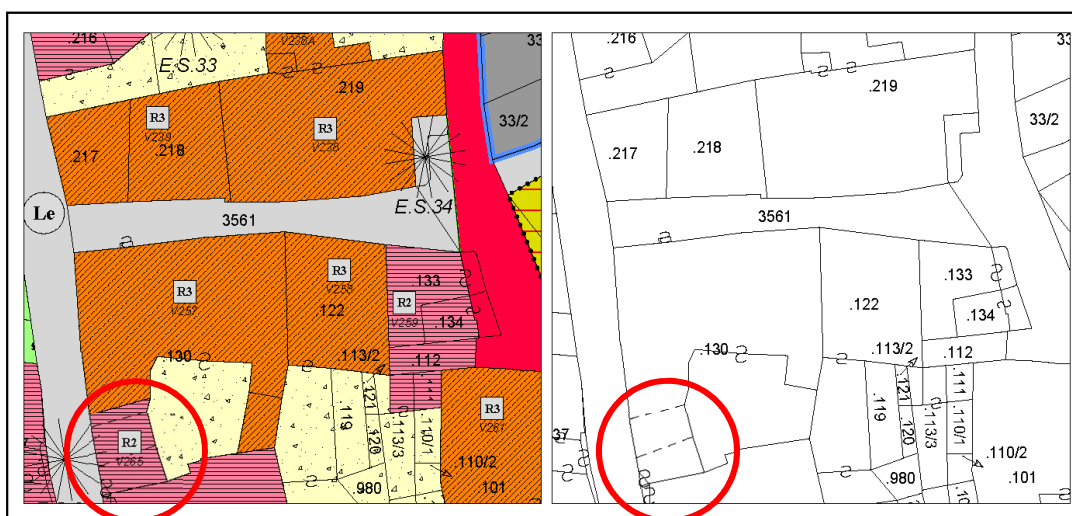 .216
V238A
E.S.33
.219
R3
V239
R3
V238
33/2
.217
.218
Le
3561
E.S.34
R3
V257
R3
V258
.133
R2
V259
.122
.134
.130
.113/2
.112
.111
.121
.119
.120
.113/3
.110/1
R3
V261
R2
V265
.110/2
.980
.101
.216
33
.219
33/2
.217
.218
3561
.133
.122
.134
.130
.113/2
.112
.111
.121
.119
.120
.113/3
.110/1
37
.110/2
.980
.101